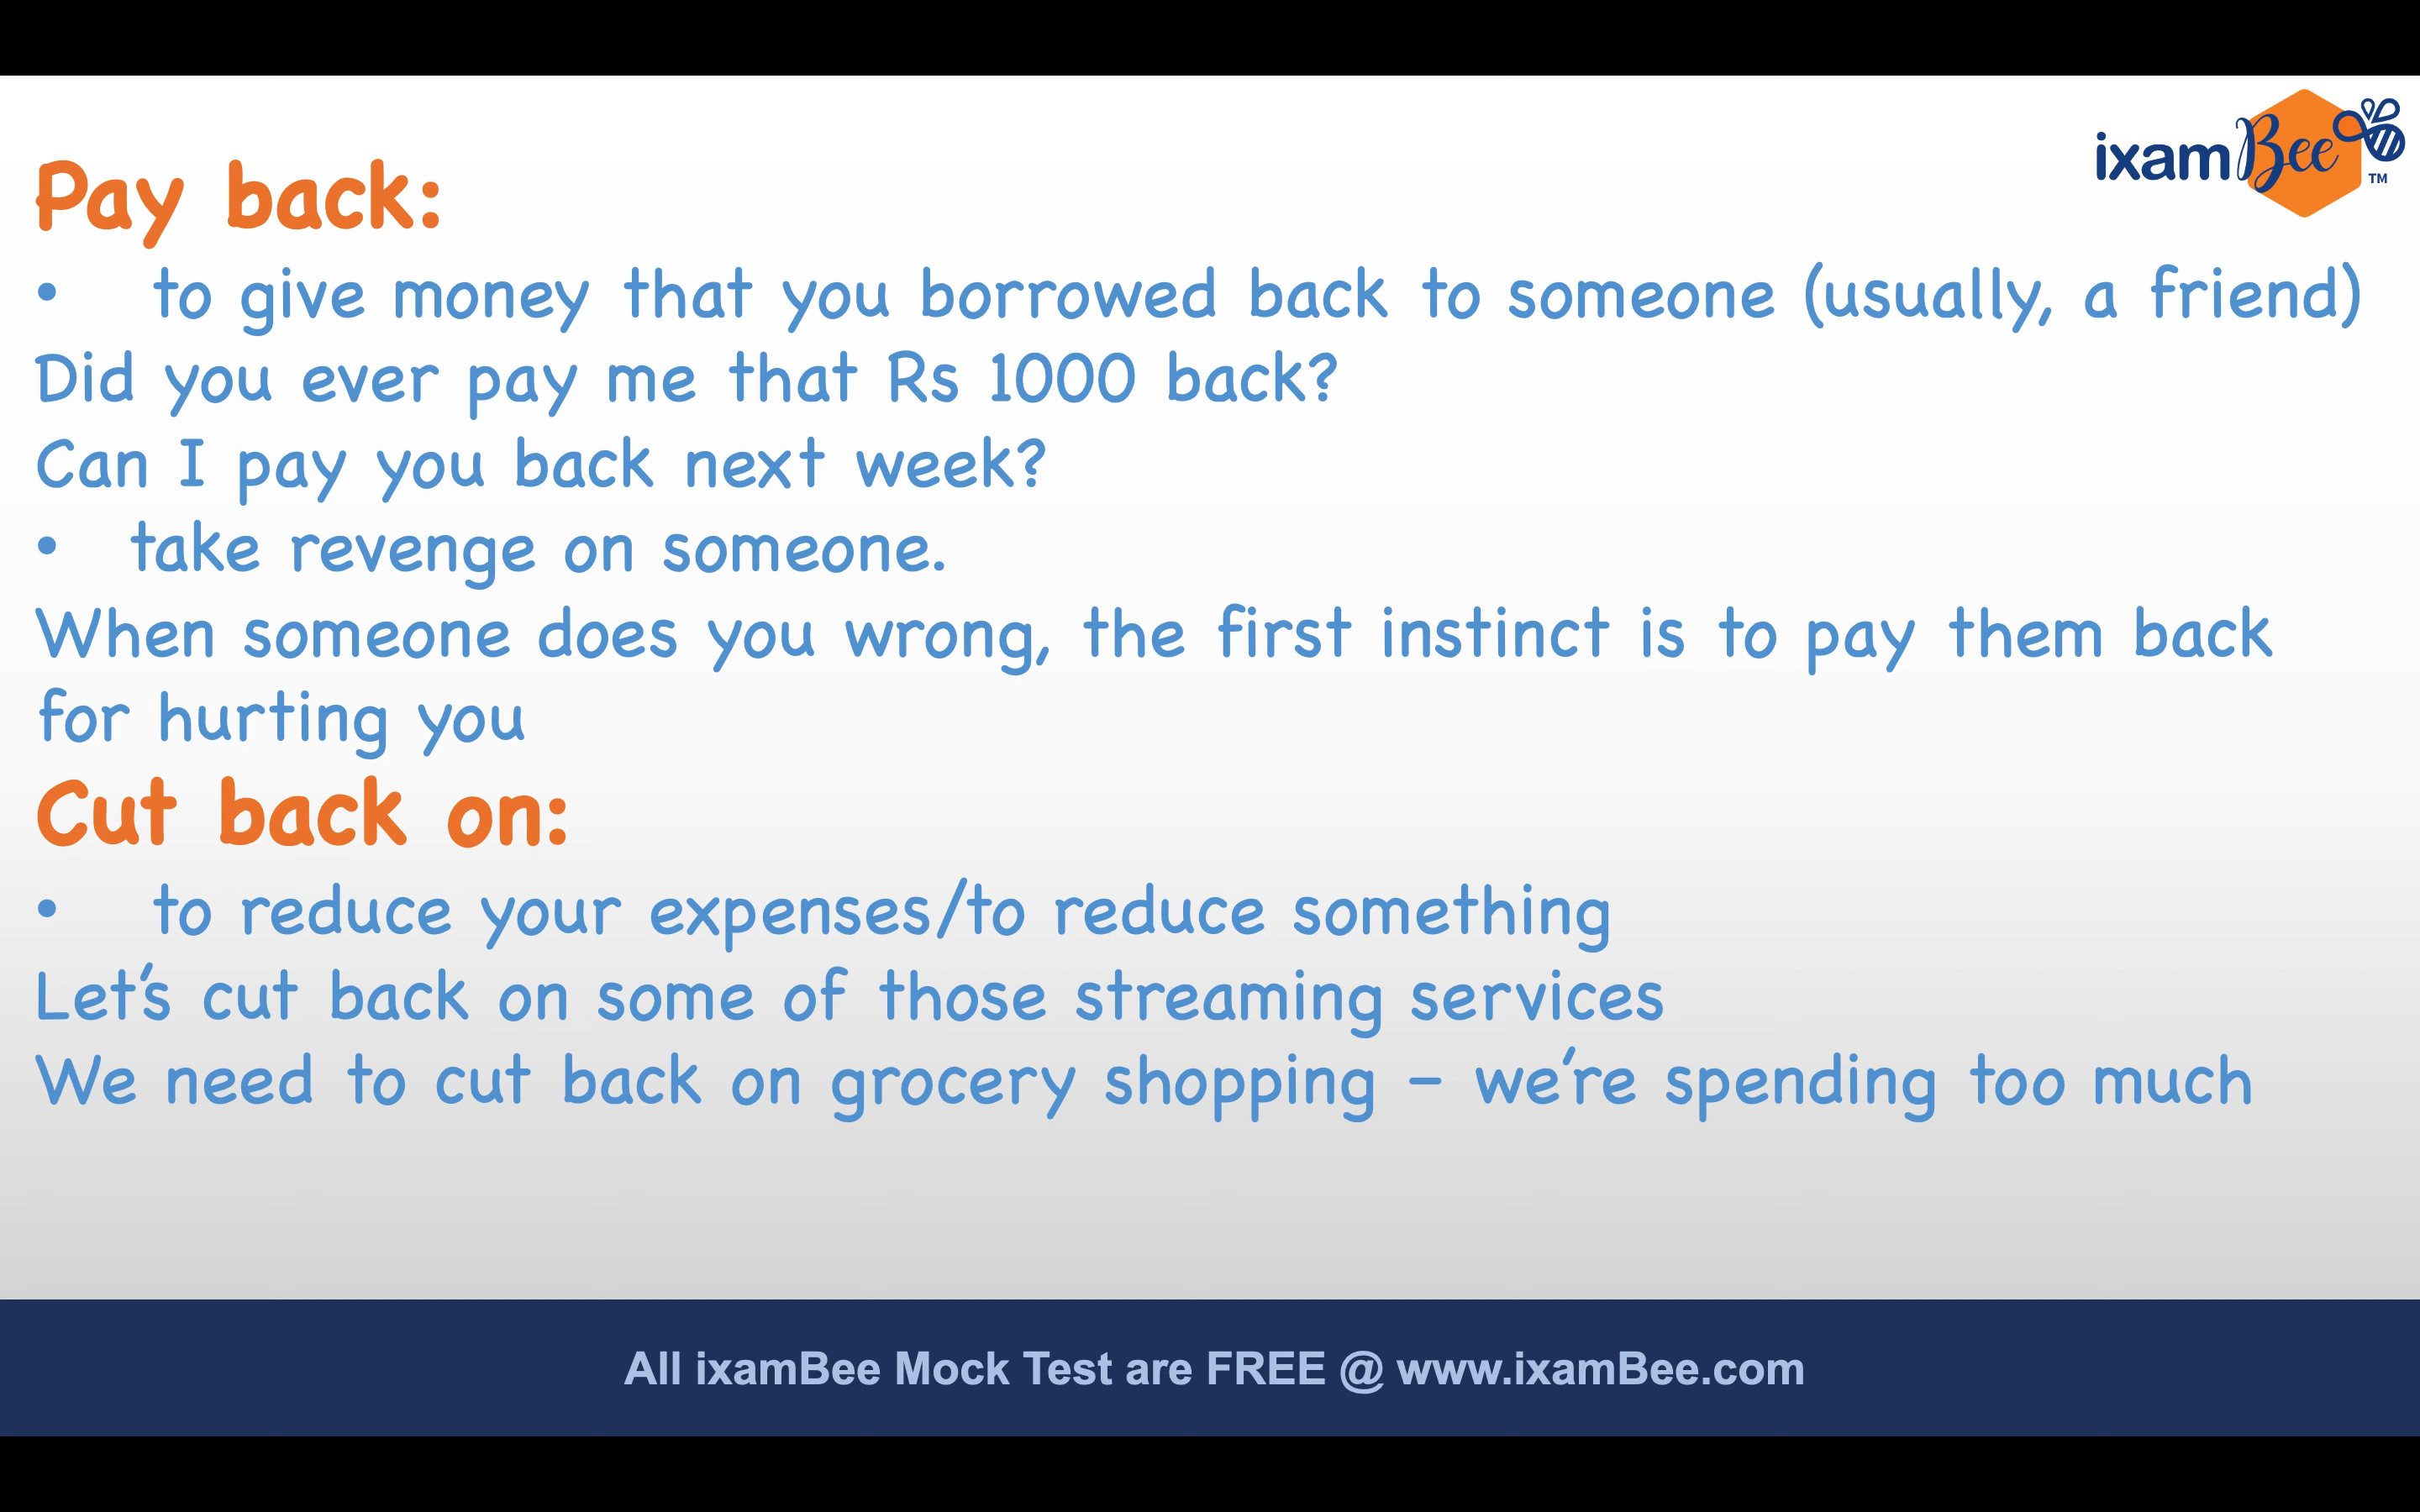 ixamBee™
Pay back:
• to give money that you borrowed back to someone (usually, a friend)
Did you ever pay me that Rs 1000 back?
Can I pay you back next week?
• take revenge on someone.
When someone does you wrong, the first instinct is to pay them back
for hurting you
Cut back on:
• to reduce your expenses/to reduce something
Let's cut back on some of those streaming services
We need to cut back on grocery shopping – we're spending too much
All ixamBee Mock Test are FREE @ www.ixamBee.com